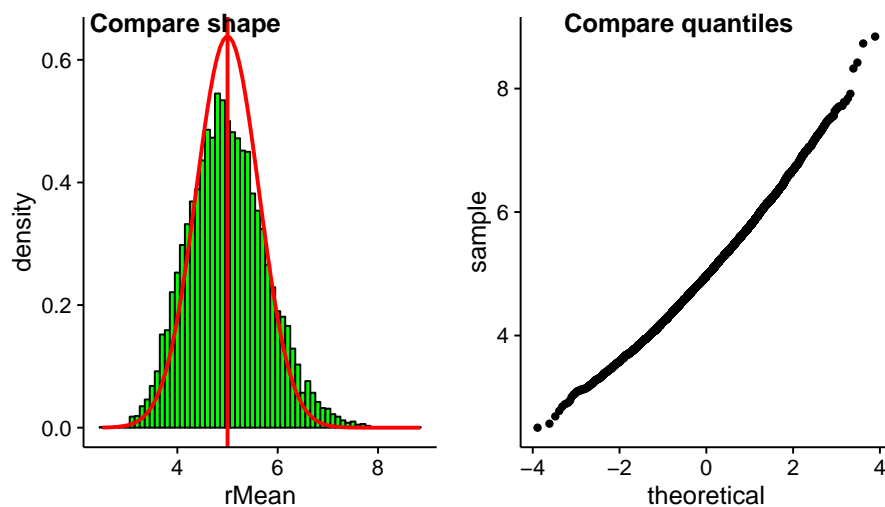 Compare shape
0.6
0.4
0.2
0.0
density
4 6 8
rMean
Compare quantiles
8
6
4
sample
−4 −2 0 2 4
theoretical